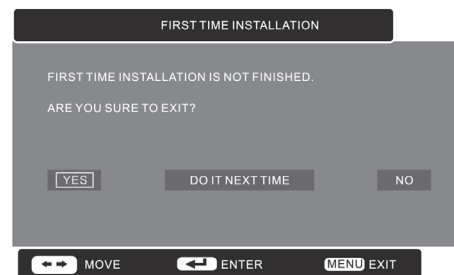 FIRST TIME INSTALLATION
FIRST TIME INSTALLATION IS NOT FINISHED.
ARE YOU SURE TO EXIT?
YES DO IT NEXT TIME NO
MOVE ENTER MENU EXIT